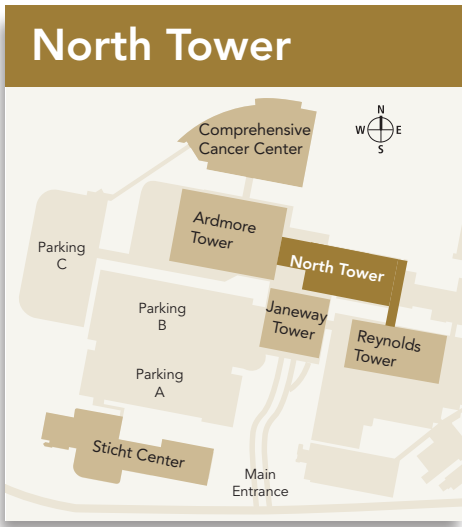 North Tower
N
W E
S
Comprehensive
Cancer Center
Ardmore
Tower
North Tower
Parking
C
Janeway
Tower
Parking
B
Reynolds
Tower
Parking
A
Sticht Center
Main
Entrance